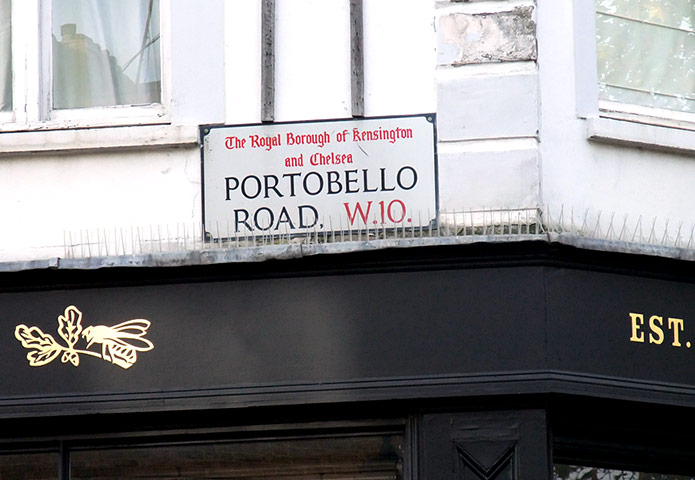 The Royal Borough of Kensington
and Chelsea
PORTOBELLO
ROAD, W.10.
EST.